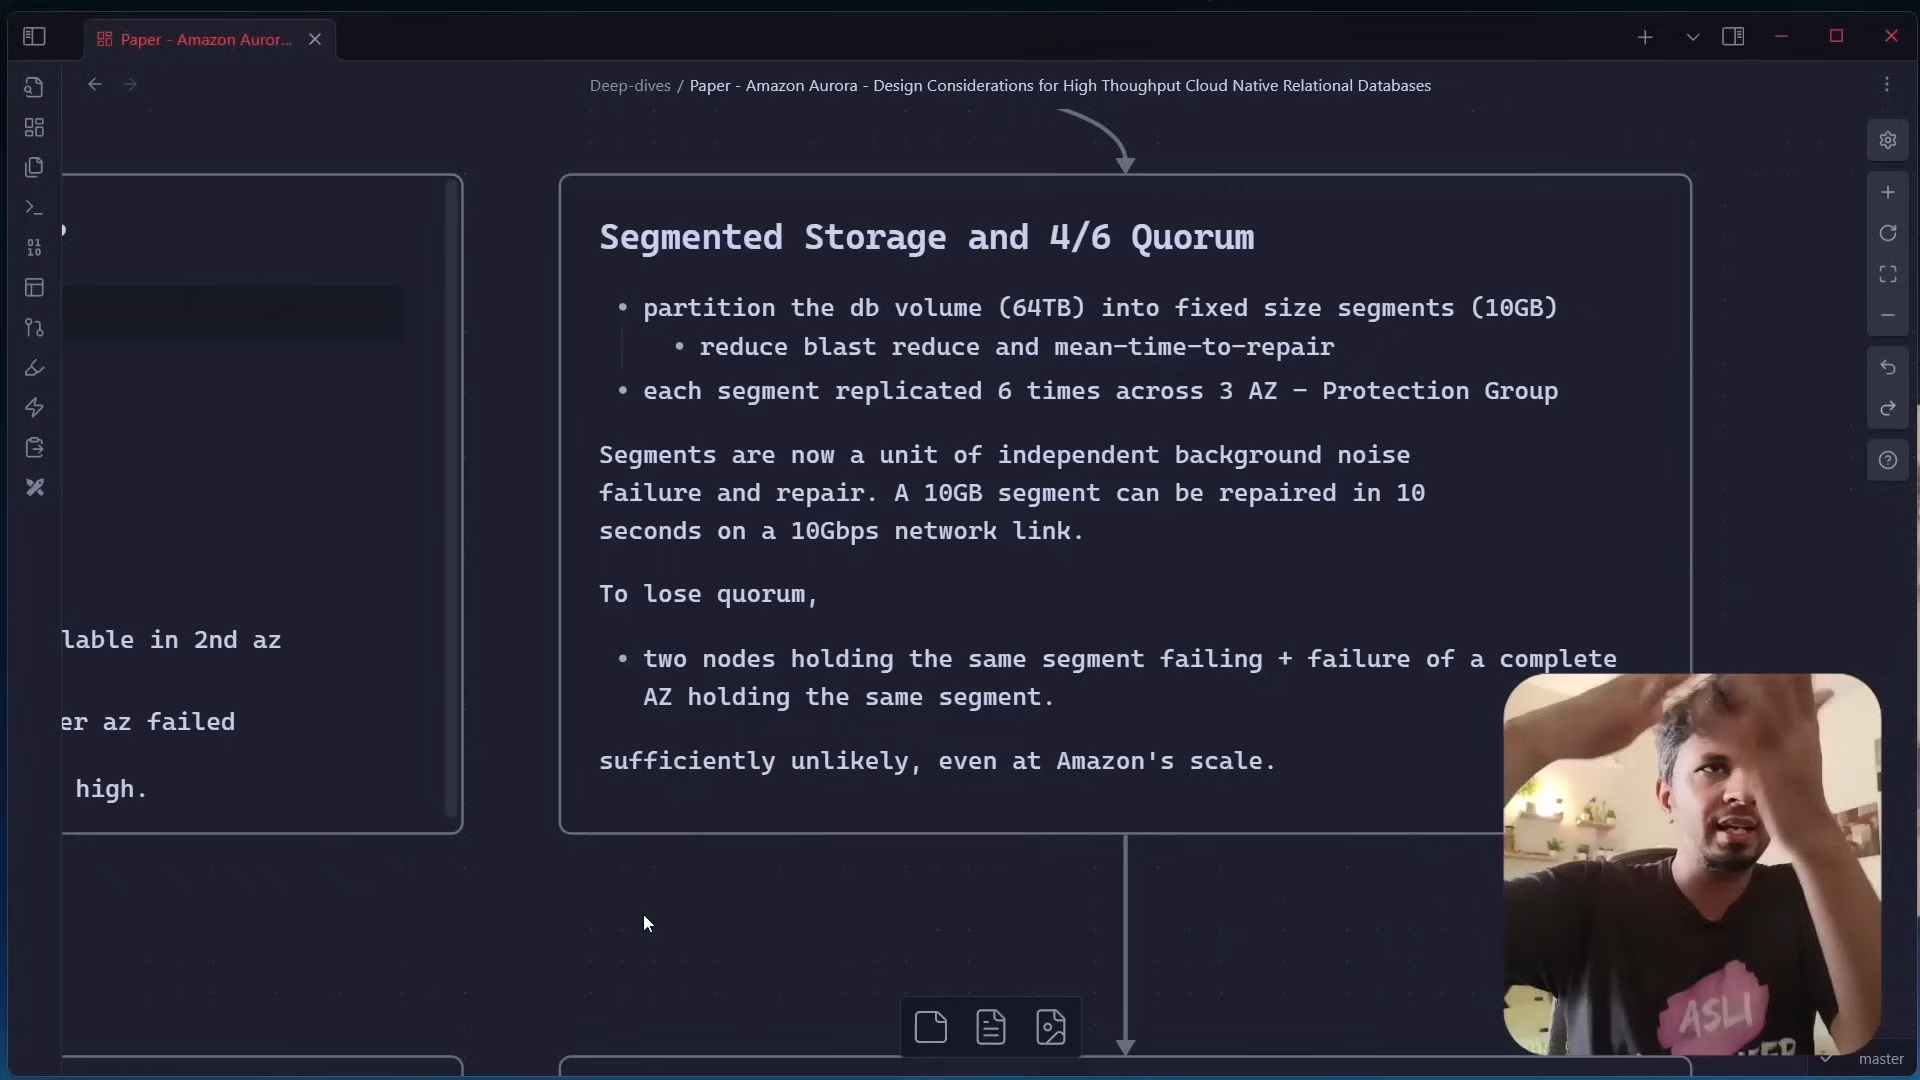 Paper - Amazon Auror...
Deep-dives / Paper - Amazon Aurora - Design Considerations for High Thoughput Cloud Native Relational Databases
lable in 2nd az
er az failed
high.
Segmented Storage and 4/6 Quorum
• partition the db volume (64TB) into fixed size segments (10GB)
• reduce blast reduce and mean-time-to-repair
• each segment replicated 6 times across 3 AZ - Protection Group
Segments are now a unit of independent background noise
failure and repair. A 10GB segment can be repaired in 10
seconds on a 10Gbps network link.
To lose quorum,
• two nodes holding the same segment failing + failure of a complete
AZ holding the same segment.
sufficiently unlikely, even at Amazon's scale.
ASLI
master